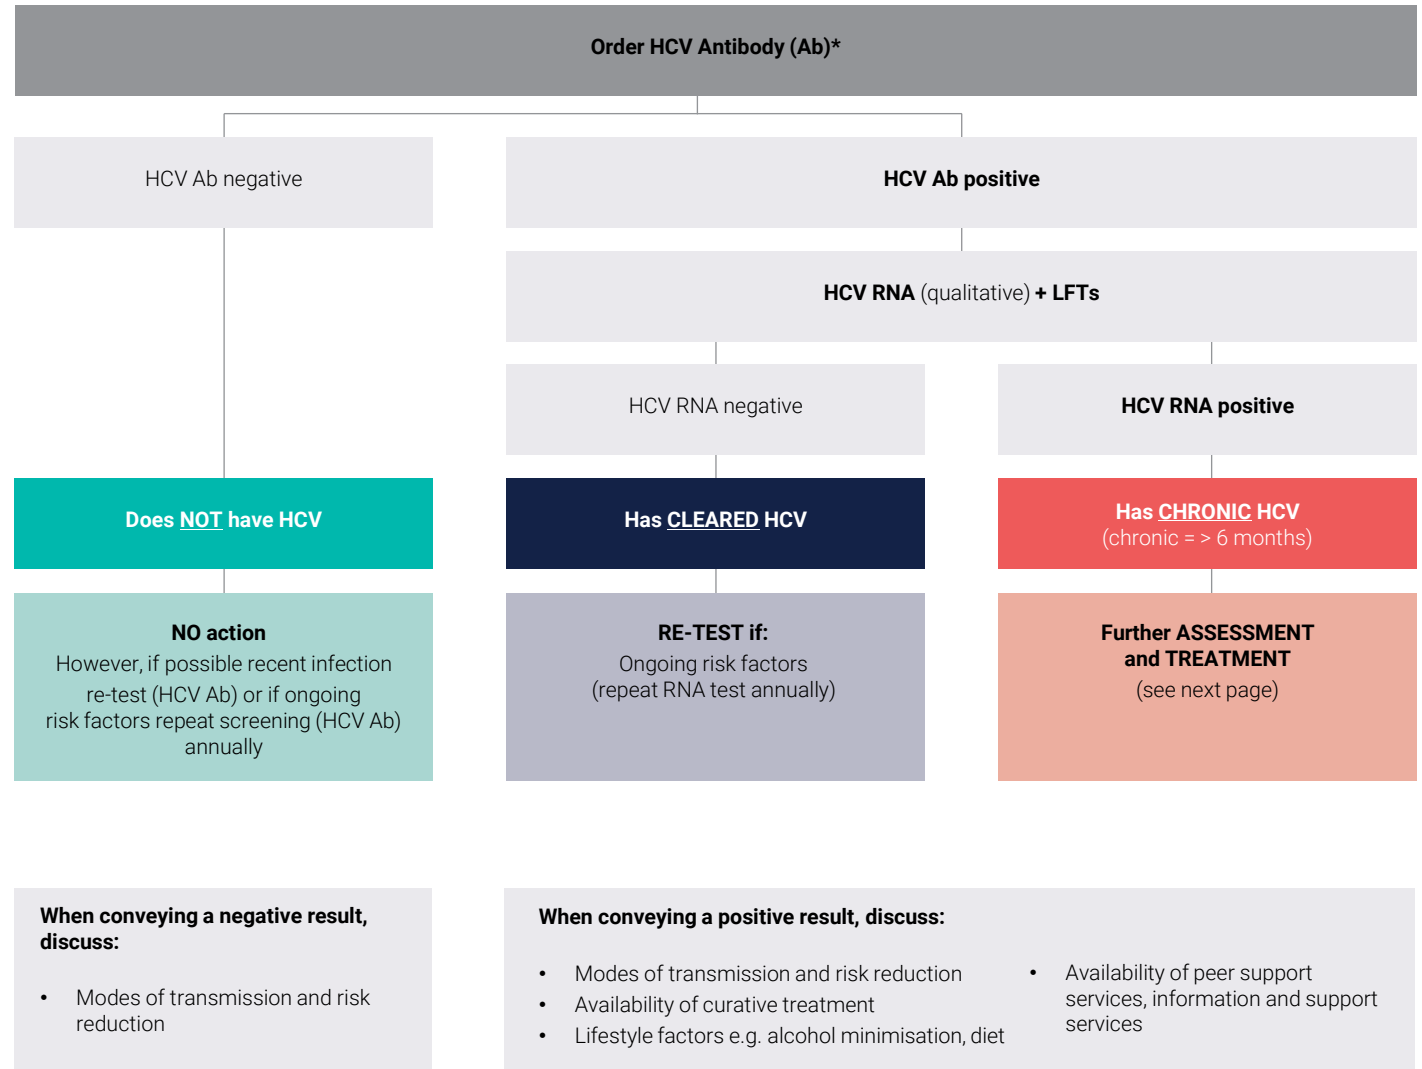 Order HCV Antibody (Ab)*
HCV Ab negative
HCV Ab positive
HCV RNA (qualitative) + LFTs
HCV RNA negative
HCV RNA positive
Does NOT have HCV
Has CLEARED HCV
Has CHRONIC HCV
(chronic = > 6 months)
NO action
However, if possible recent infection
re-test (HCV Ab) or if ongoing
risk factors repeat screening (HCV Ab)
annually
RE-TEST if:
Ongoing risk factors
(repeat RNA test annually)
Further ASSESSMENT
and TREATMENT
(see next page)
When conveying a negative result,
discuss:
• Modes of transmission and risk
reduction
When conveying a positive result, discuss:
• Modes of transmission and risk reduction
• Availability of curative treatment
• Lifestyle factors e.g. alcohol minimisation, diet
• Availability of peer support
services, information and support
services